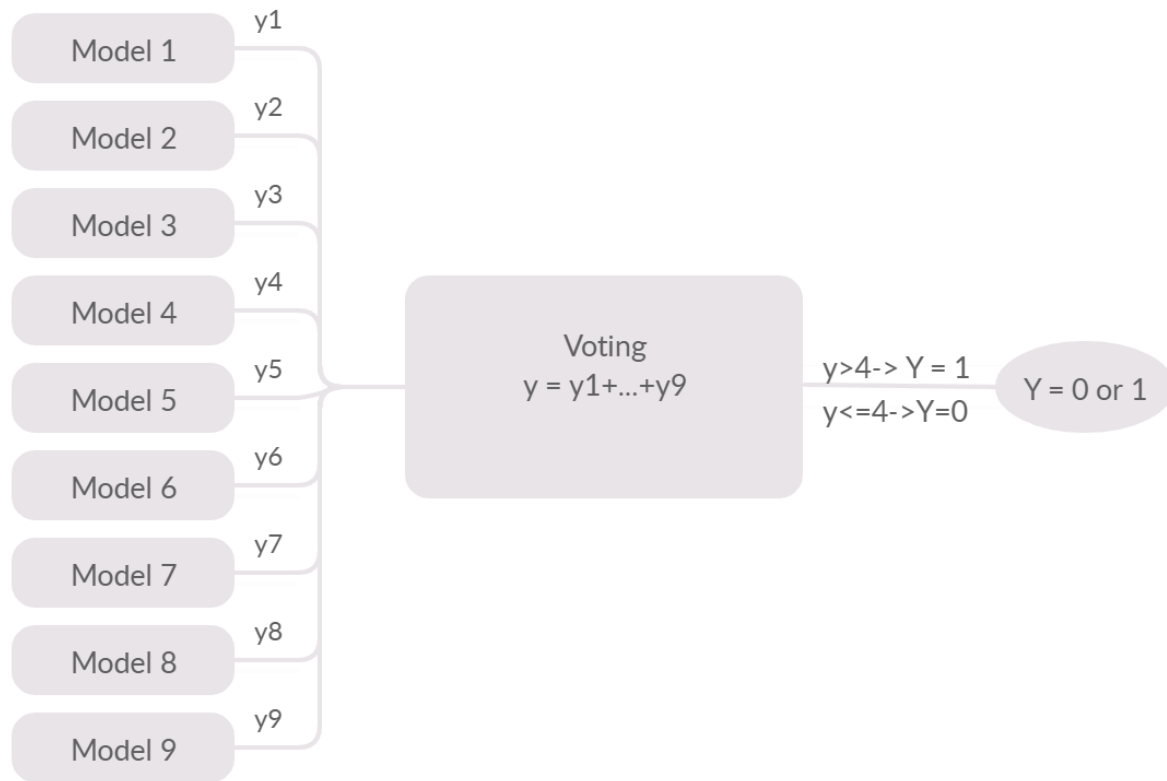 y1
Model 1
y2
Model 2
y3
Model 3
y4
Model 4
y5
Model 5
y6
Model 6
y7
Model 7
y8
Model 8
y9
Model 9
Voting
y = y1+...+y9
y>4-> Y = 1
y<=4->Y=0
Y = 0 or 1